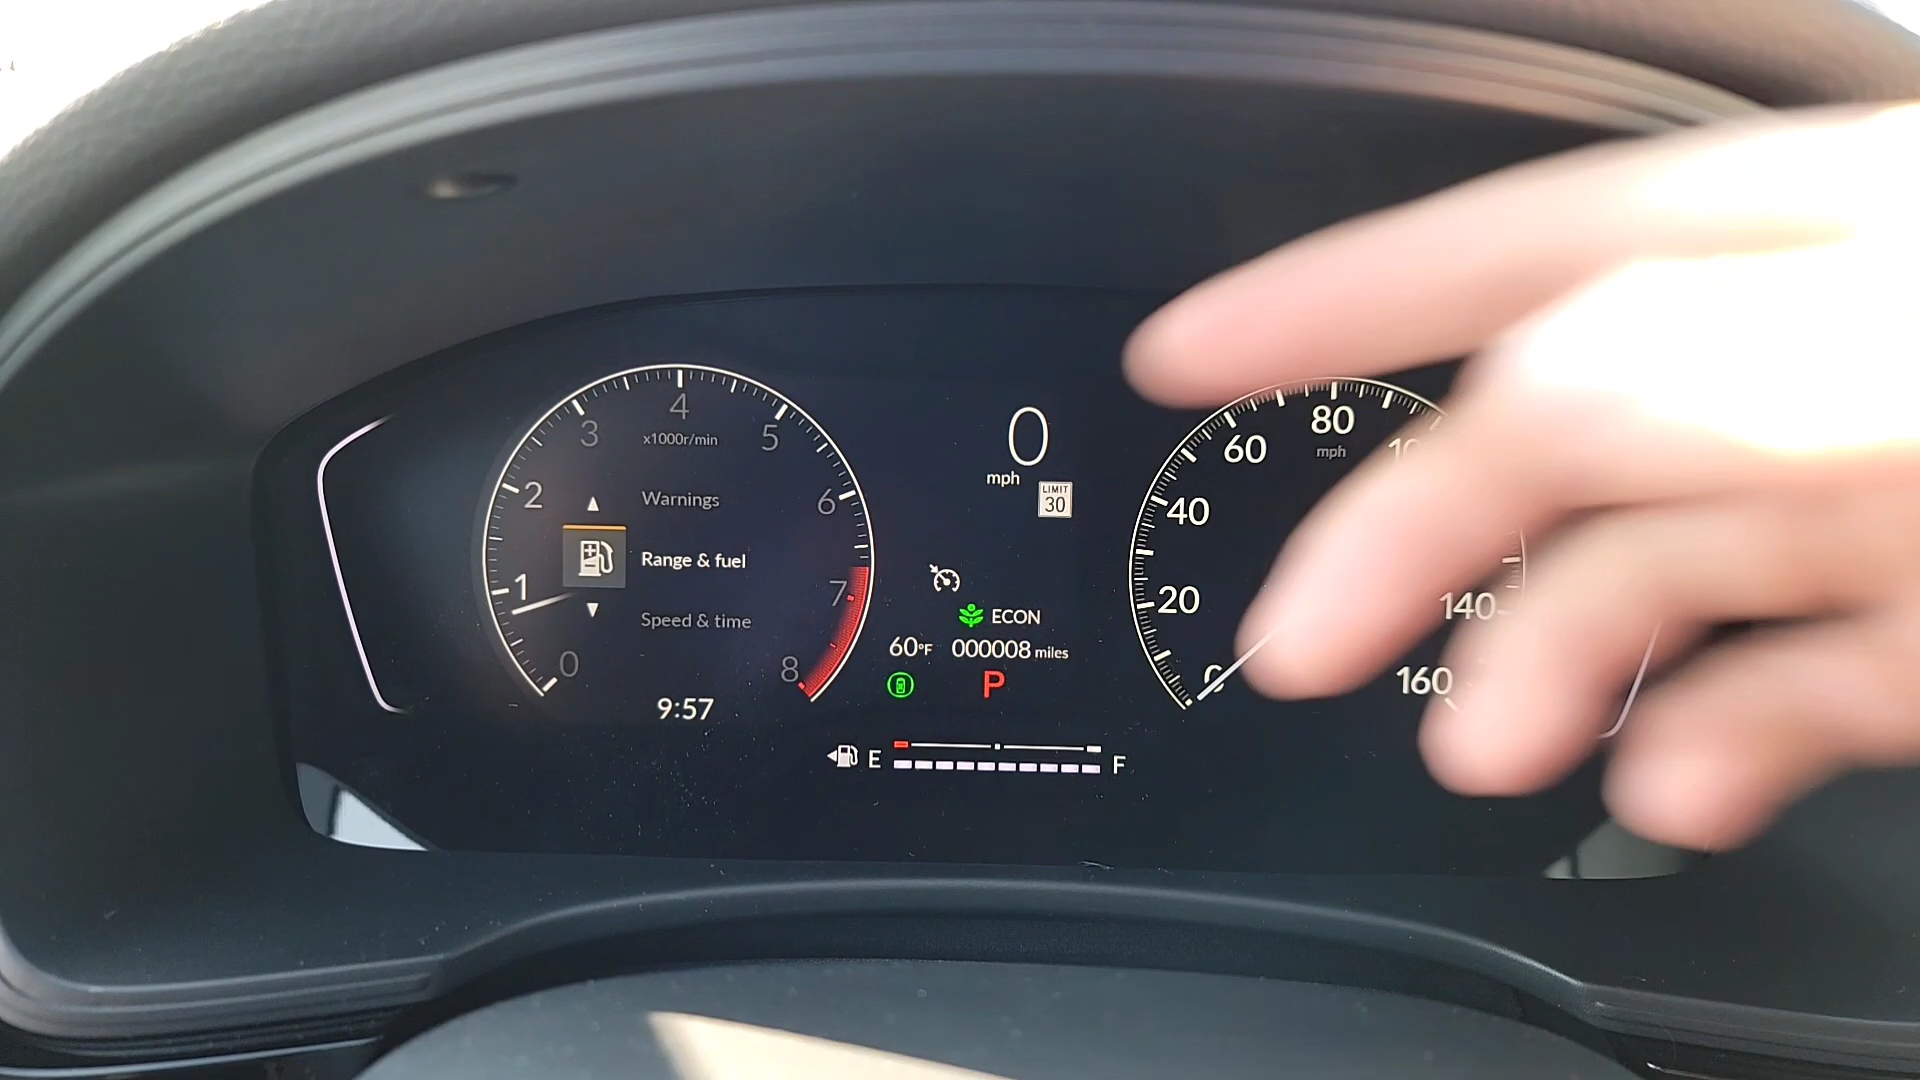 4
3
5
x1000r/min
2
6
Warnings
Range & fuel
1
7
Speed & time
0
8
9:57
0
mph
LIMIT
30
ECON
60°F 000008 miles
P
E
F
80
60
mph
40
20
140
0
160